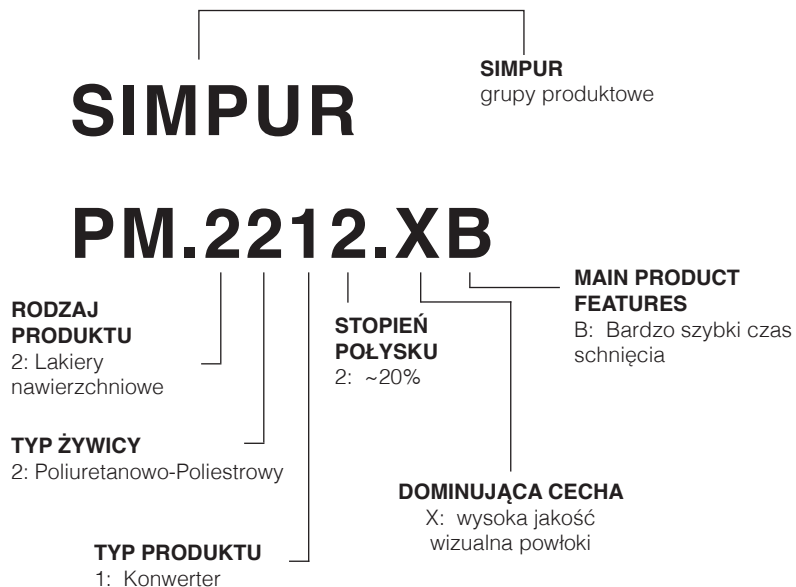 SIMPUR
SIMPUR
grupy produktowe
PM.2212.XB
RODZAJ
PRODUKTU
2: Lakiery
nawierzchniowe
STOPIEŃ
POŁYSKU
2: ~20%
MAIN PRODUCT
FEATURES
B: Bardzo szybki czas
schnięcia
TYP ŻYWICY
2: Poliuretanowo-Poliestrowy
DOMINUJĄCA CECHA
X: wysoka jakość
wizualna powłoki
TYP PRODUKTU
1: Konwerter